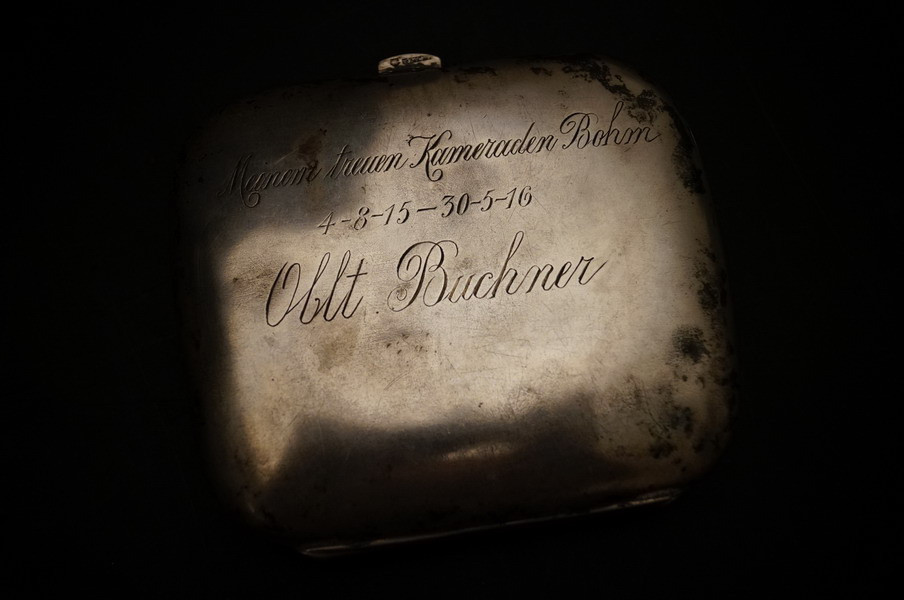 Meinem treuen Kameraden Bohm
4-8-15-30-5-16
Oblt. Buchner